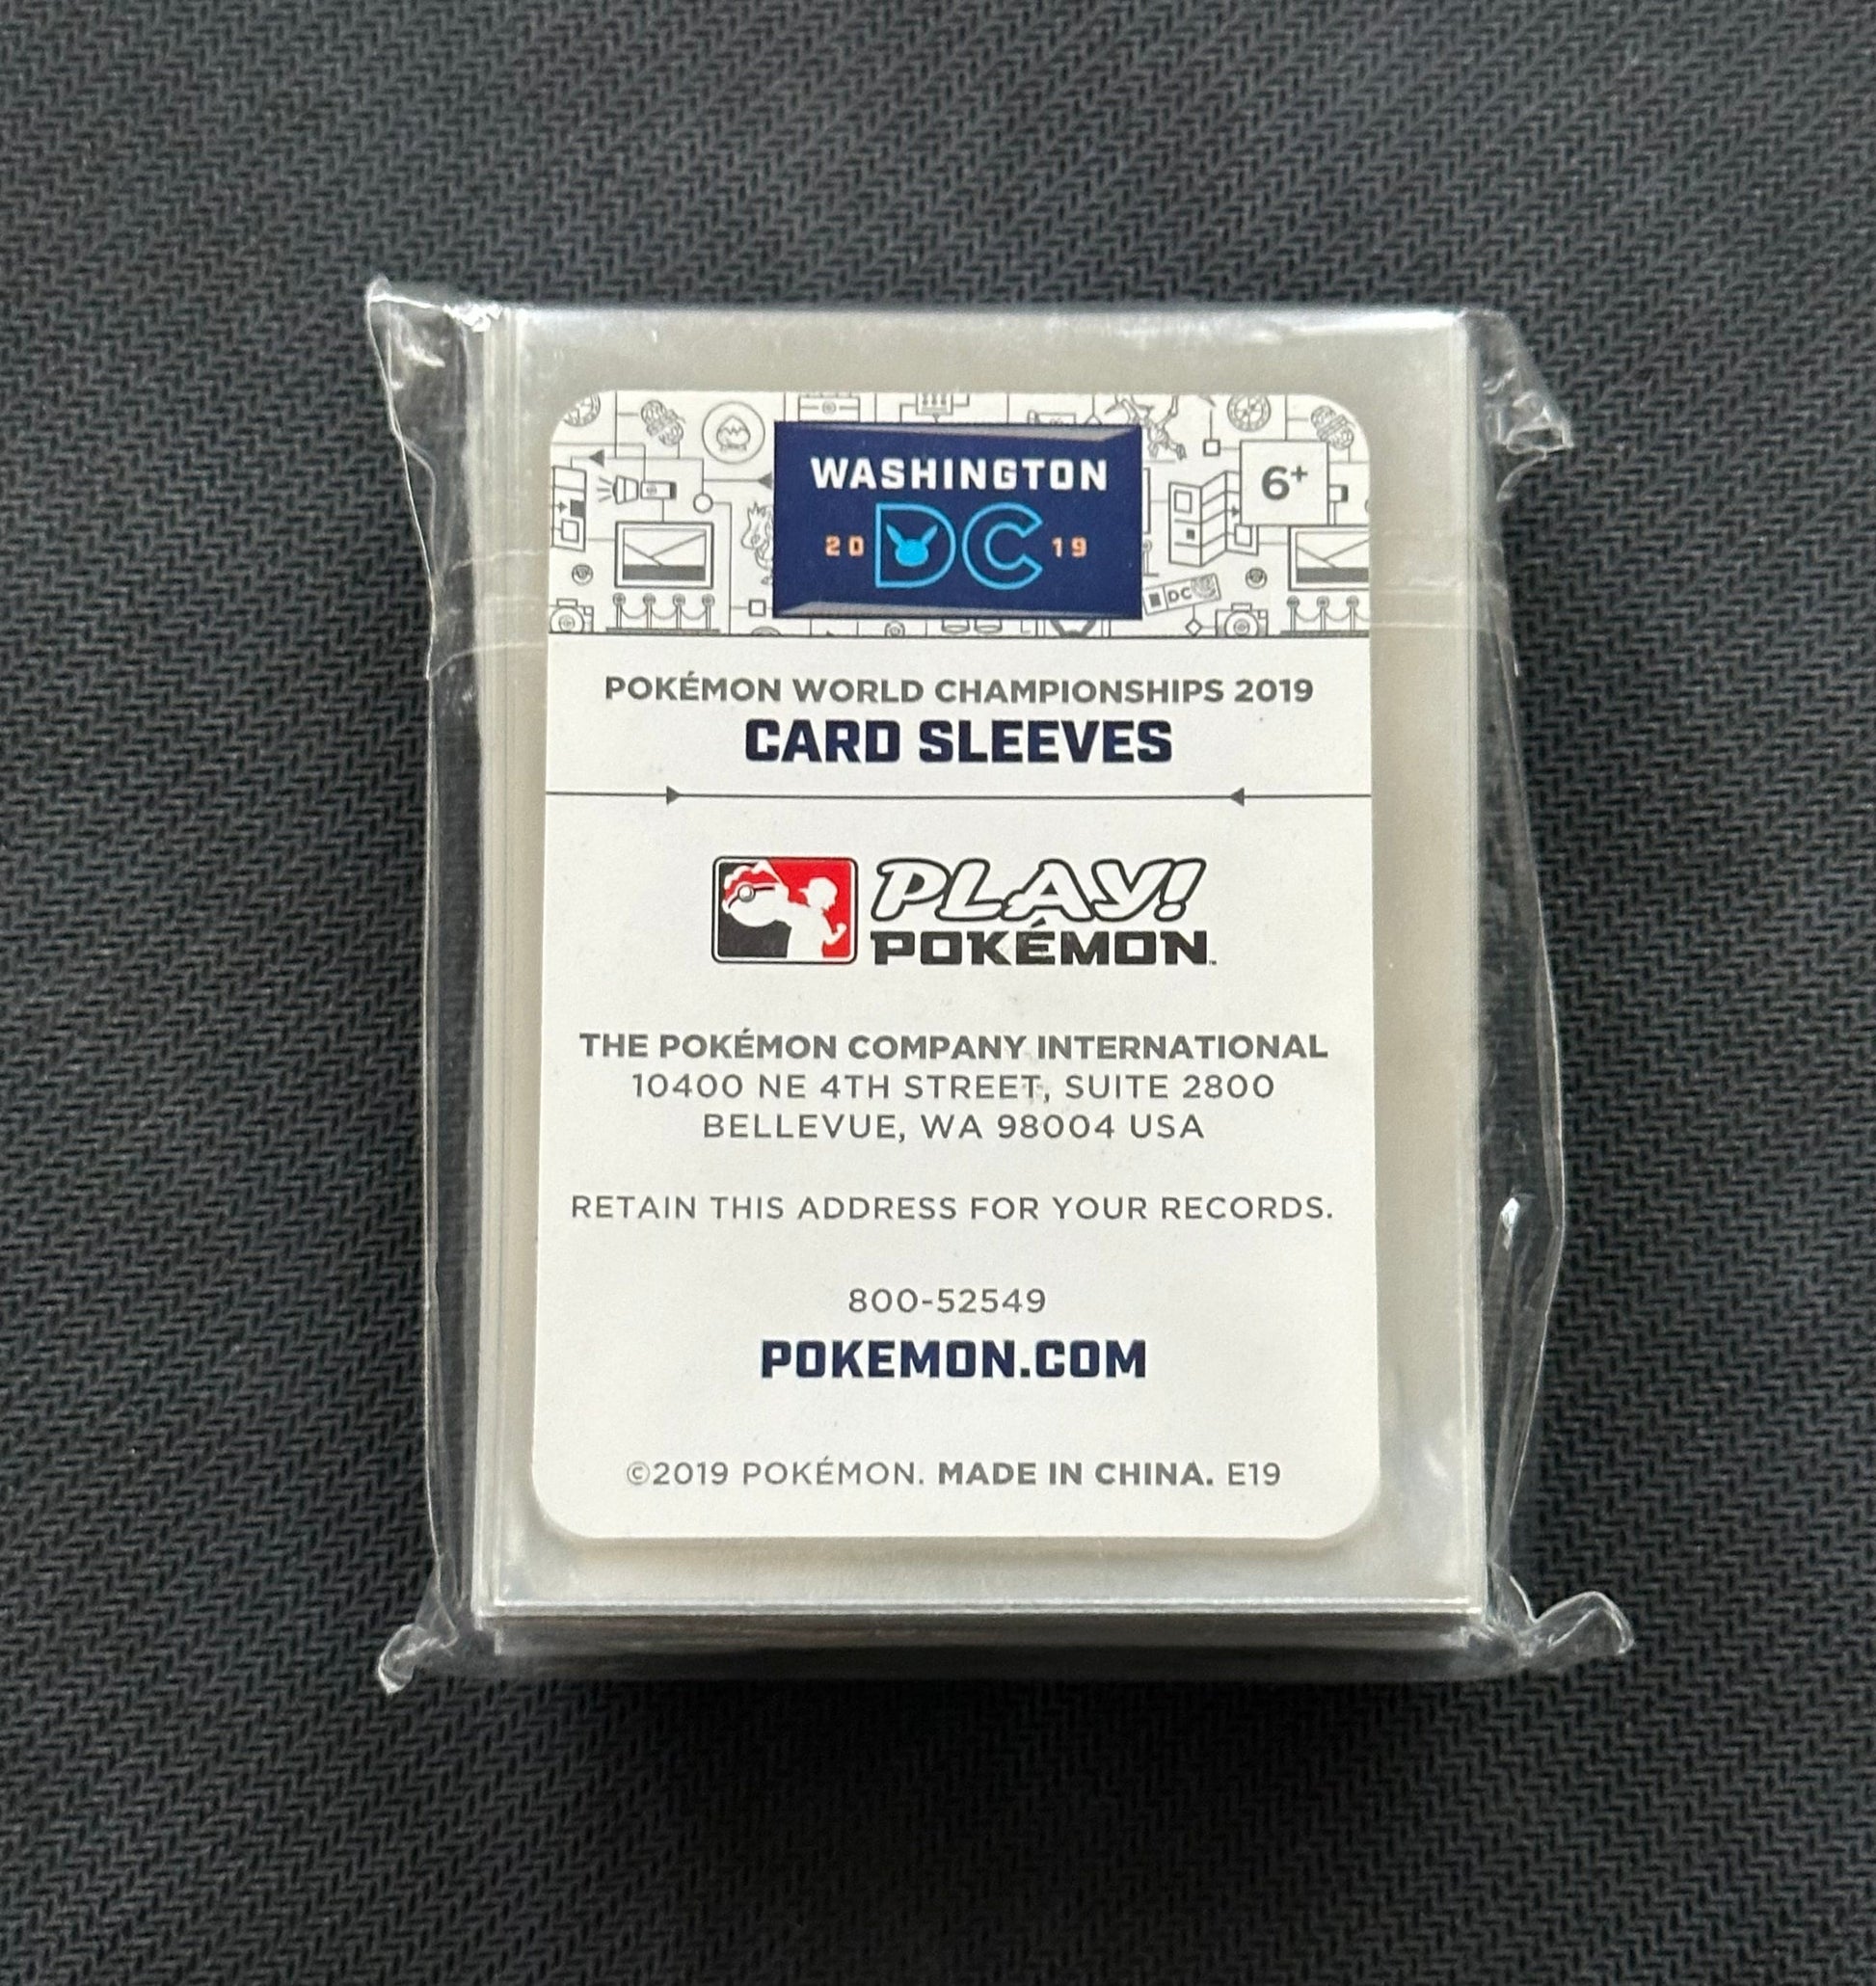 WASHINGTON
20 DC 19
6+
DC
POKÉMON WORLD CHAMPIONSHIPS 2019
CARD SLEEVES
PLAY!
POKÉMON™
THE POKÉMON COMPANY INTERNATIONAL
10400 NE 4TH STREET, SUITE 2800
BELLEVUE, WA 98004 USA
RETAIN THIS ADDRESS FOR YOUR RECORDS.
800-52549
POKEMON.COM
©2019 POKÉMON. MADE IN CHINA. E19